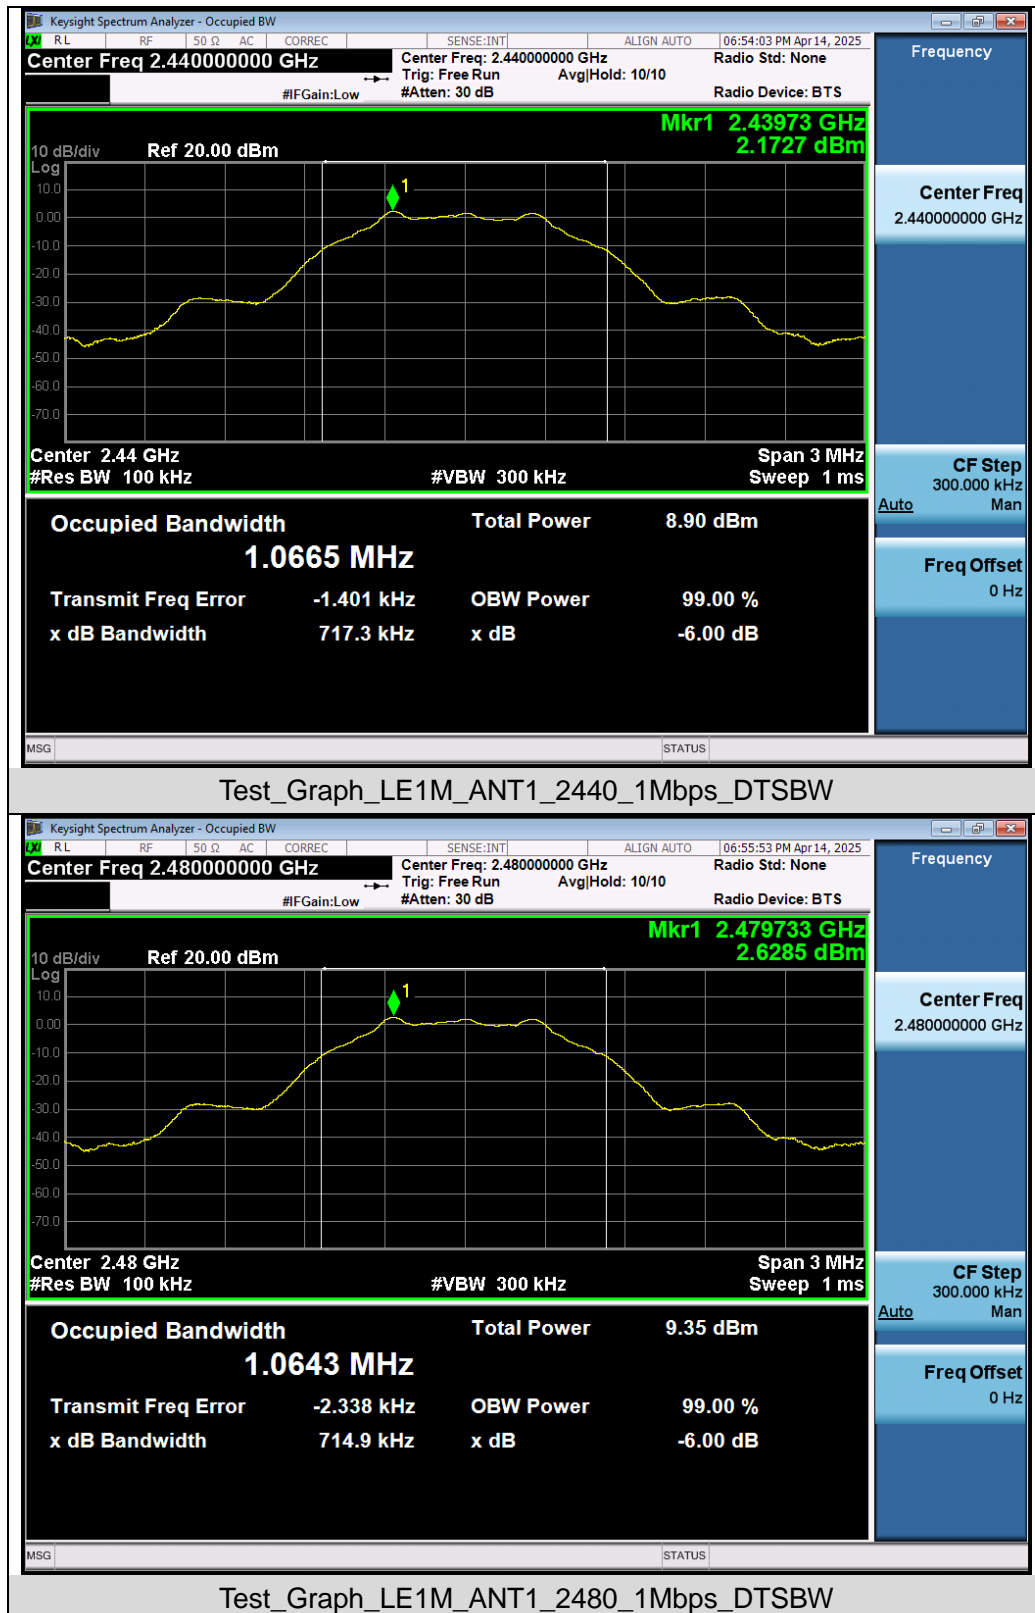 Keysight Spectrum Analyzer - Occupied BW
LXI RL RF 50 Ω AC CORREC SENSE:INT ALIGN AUTO 06:54:03 PM Apr 14, 2025
Center Freq 2.440000000 GHz
Center Freq: 2.440000000 GHz
Radio Std: None
Trig: Free Run Avg|Hold: 10/10
#IFGain:Low #Atten: 30 dB Radio Device: BTS
Frequency
Mkr1 2.43973 GHz
2.1727 dBm
10 dB/div Ref 20.00 dBm
Log
10.0
0.00
-10.0
-20.0
-30.0
-40.0
-50.0
-60.0
-70.0
1
Center 2.44 GHz Span 3 MHz
#Res BW 100 kHz #VBW 300 kHz Sweep 1 ms
Center Freq
2.440000000 GHz
CF Step
300.000 kHz
Auto Man
Freq Offset
0 Hz
Occupied Bandwidth Total Power 8.90 dBm
1.0665 MHz
Transmit Freq Error -1.401 kHz OBW Power 99.00 %
x dB Bandwidth 717.3 kHz x dB -6.00 dB
MSG STATUS
Test_Graph_LE1M_ANT1_2440_1Mbps_DTSBW
Keysight Spectrum Analyzer - Occupied BW
LXI RL RF 50 Ω AC CORREC SENSE:INT ALIGN AUTO 06:55:53 PM Apr 14, 2025
Center Freq 2.480000000 GHz
Center Freq: 2.480000000 GHz
Radio Std: None
Trig: Free Run Avg|Hold: 10/10
#IFGain:Low #Atten: 30 dB Radio Device: BTS
Frequency
Mkr1 2.479733 GHz
2.6285 dBm
10 dB/div Ref 20.00 dBm
Log
10.0
0.00
-10.0
-20.0
-30.0
-40.0
-50.0
-60.0
-70.0
1
Center 2.48 GHz Span 3 MHz
#Res BW 100 kHz #VBW 300 kHz Sweep 1 ms
Center Freq
2.480000000 GHz
CF Step
300.000 kHz
Auto Man
Freq Offset
0 Hz
Occupied Bandwidth Total Power 9.35 dBm
1.0643 MHz
Transmit Freq Error -2.338 kHz OBW Power 99.00 %
x dB Bandwidth 714.9 kHz x dB -6.00 dB
MSG STATUS
Test_Graph_LE1M_ANT1_2480_1Mbps_DTSBW